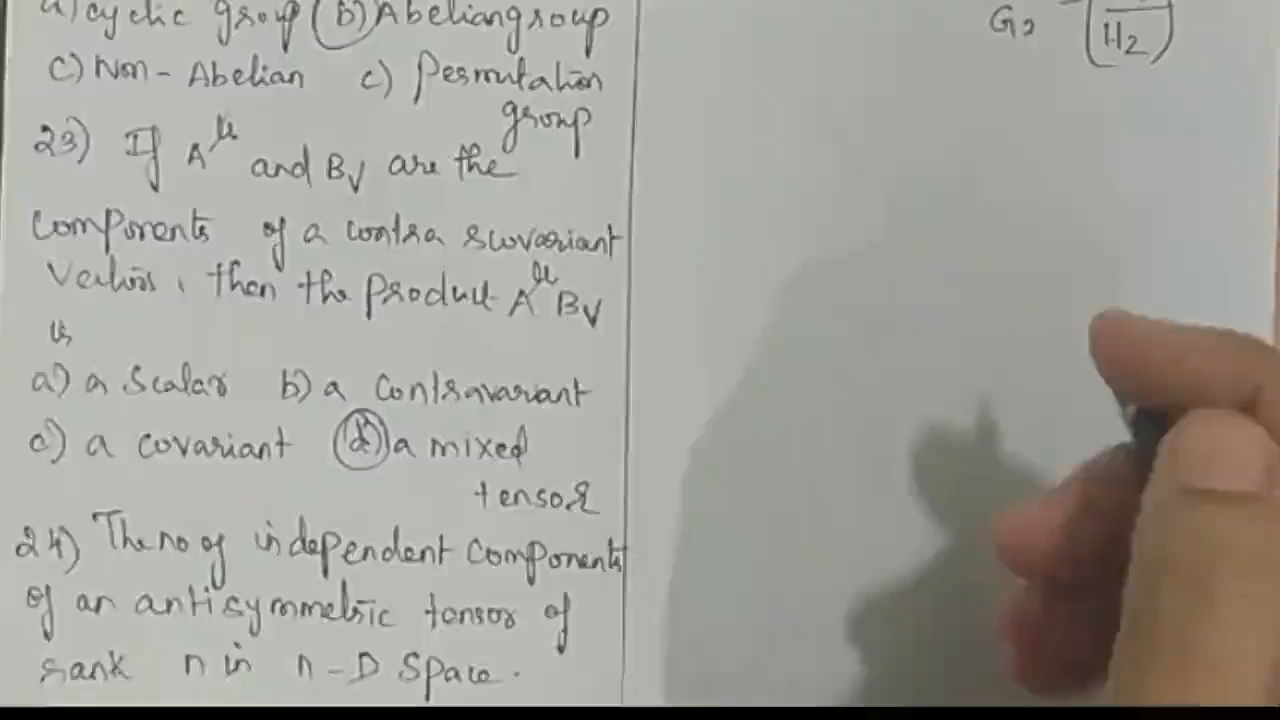 a) cyclic group (b) Abelian group
c) Non-Abelian c) Permutation
group
23) If A^μ and Bν are the
components of a contra & covariant
Vectors, then the product A^μ Bν
is
a) a Scalar b) a Contravariant
c) a covariant (d) a mixed
tensor
24) The no of independent components
of an antisymmetric tensor of
rank n in n-D Space.
G2
H2